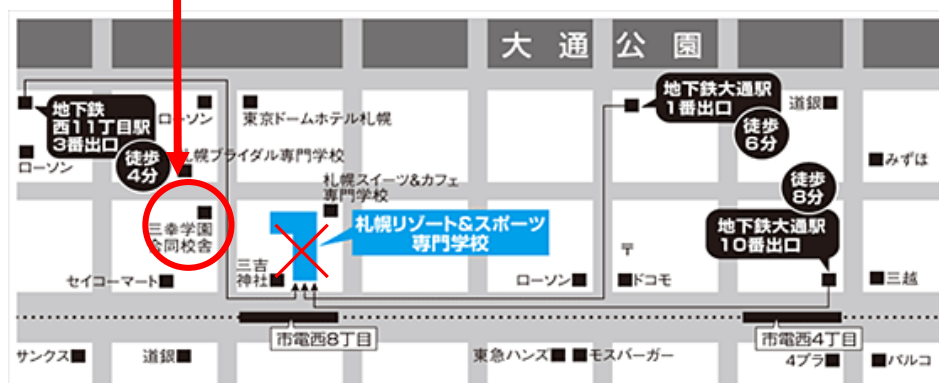 大通公園
地下鉄
西11丁目駅
3番出口
徒歩
4分
ローソン
ローソン
東京ドームホテル札幌
地下鉄大通駅
1番出口
徒歩
6分
道銀
札幌ブライダル専門学校
みずほ
札幌スイーツ&カフェ
専門学校
徒歩
8分
三幸学園
合同校舎
札幌リゾート&スポーツ
専門学校
地下鉄大通駅
10番出口
〒
セイコーマート
三吉
神社
ローソン
ドコモ
三越
市電西8丁目
市電西4丁目
サンクス
道銀
東急ハンズ
モスバーガー
4プラ
パルコ